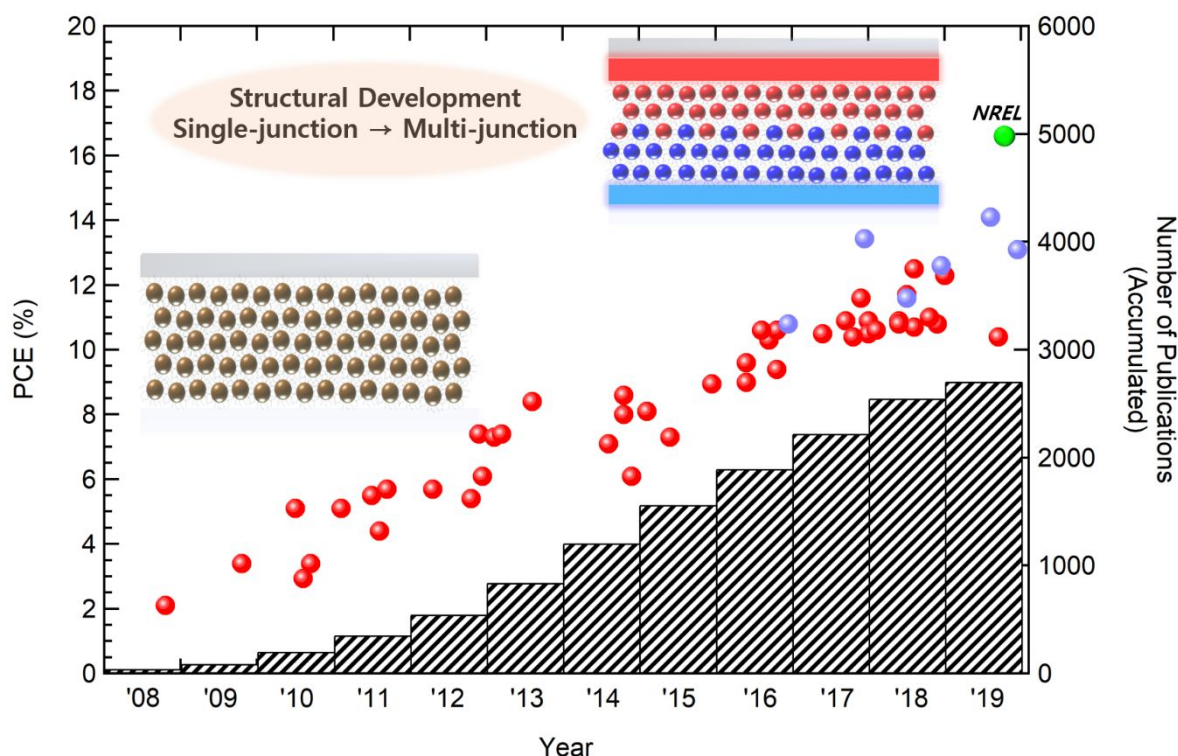 Structural Development
Single-junction → Multi-junction
NREL
PCE (%)
20
18
16
14
12
10
8
6
4
2
0
6000
5000
4000
3000
2000
1000
0
Number of Publications
(Accumulated)
'08 '09 '10 '11 '12 '13 '14 '15 '16 '17 '18 '19
Year